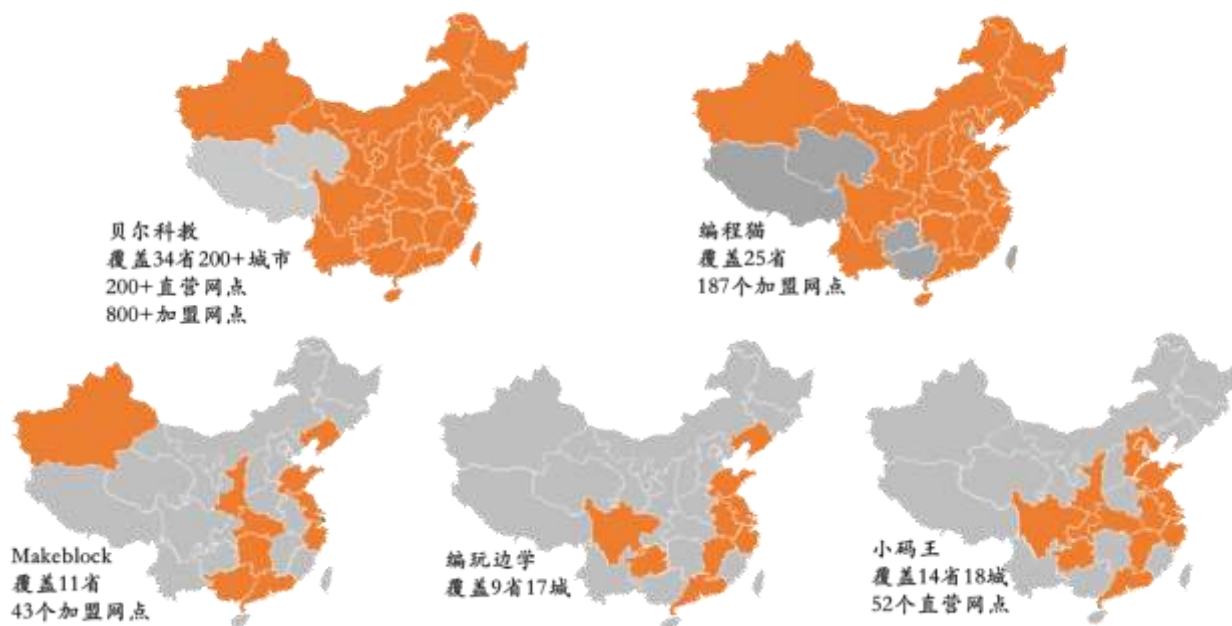 贝尔科教
覆盖34省200+城市
200+直营网点
800+加盟网点
编程猫
覆盖25省
187个加盟网点
Makeblock
覆盖11省
43个加盟网点
编玩边学
覆盖9省17城
小码王
覆盖14省18城
52个直营网点